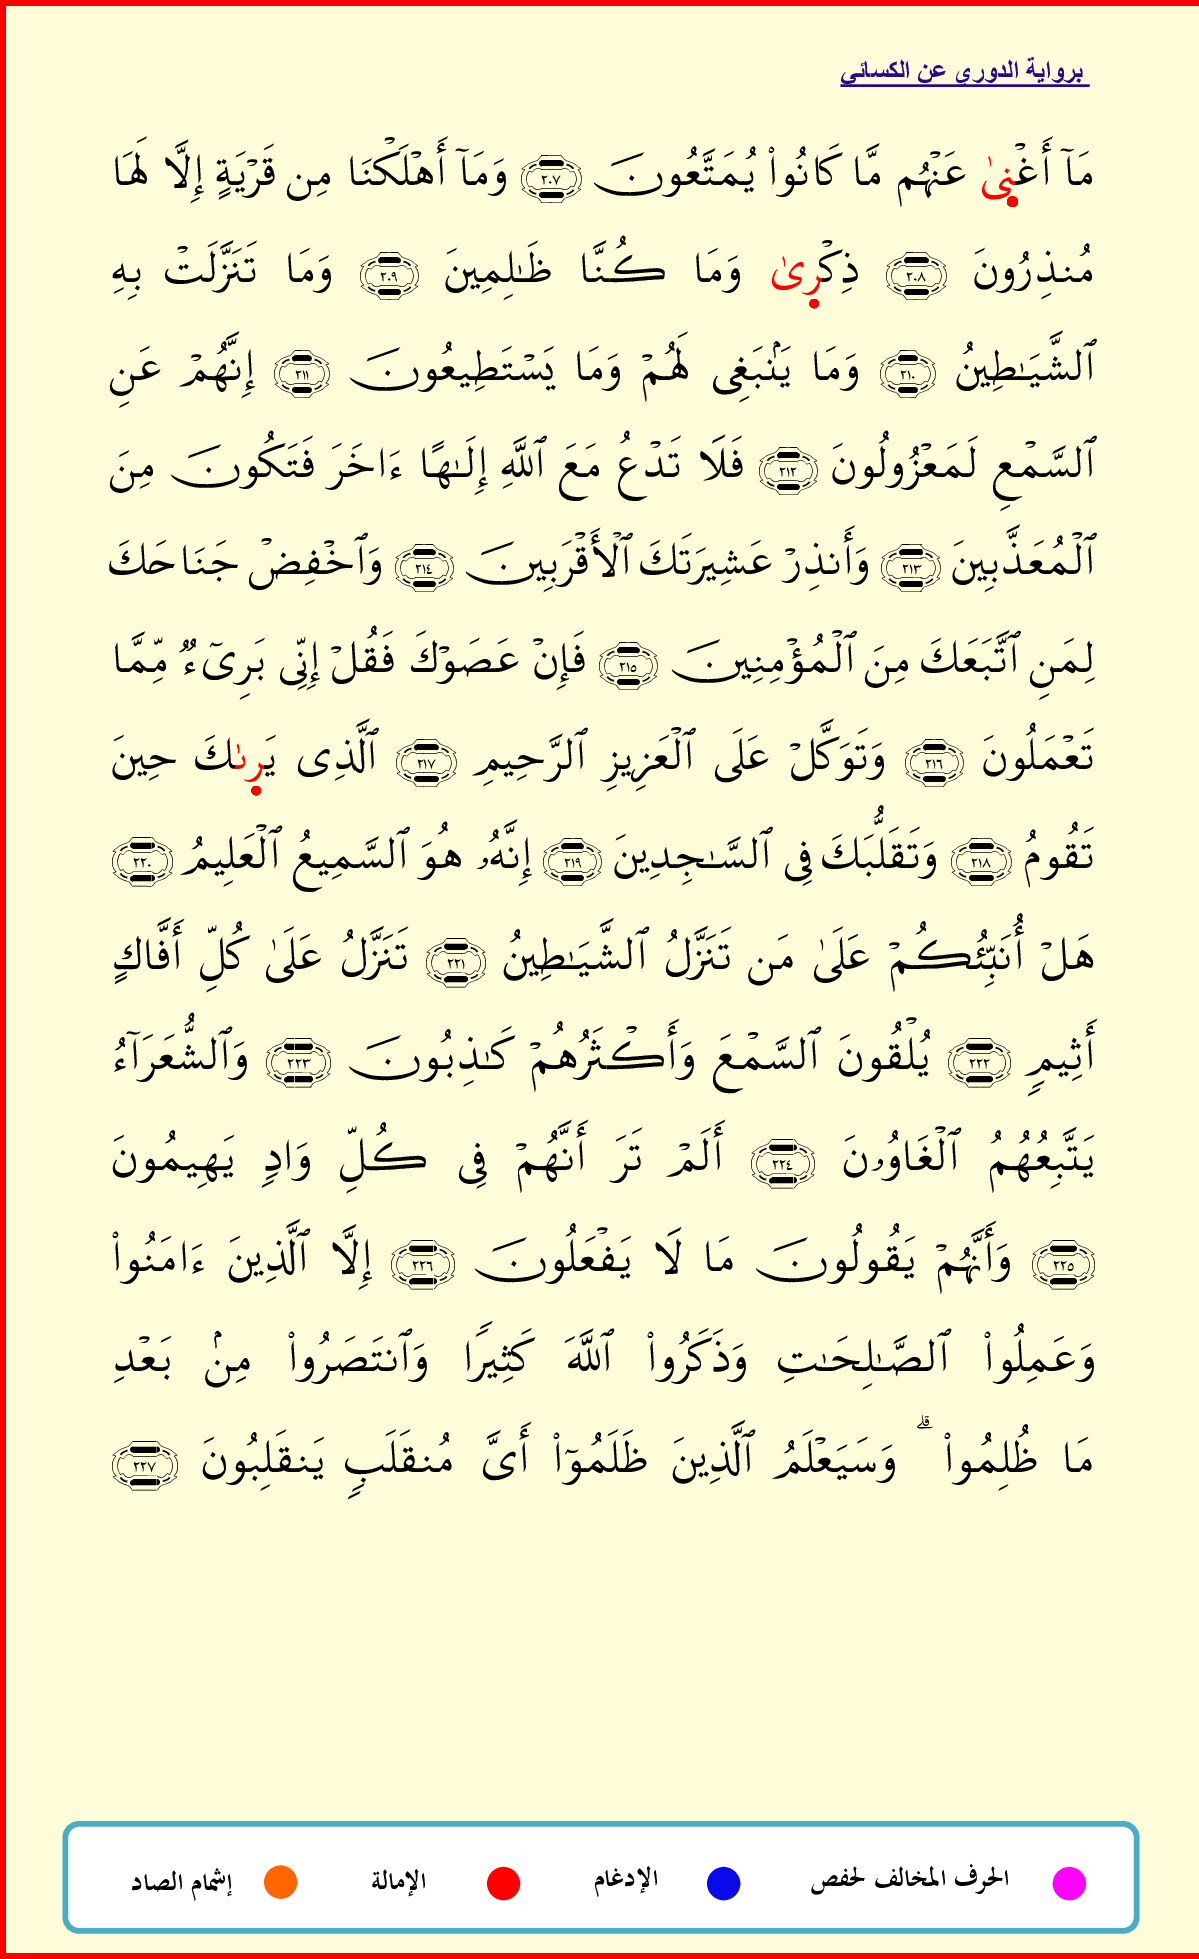 برواية الدوري عن الكسائي
مَآ أَغْنِىٰ عَنْهُم مَّا كَانُوا۟ يُمَتَّعُونَ ٢٠٧ وَمَآ أَهْلَكْنَا مِن قَرْيَةٍ إِلَّا لَهَا
مُنذِرُونَ ٢٠٨ ذِكْرِىٰ وَمَا كُنَّا ظَـٰلِمِينَ ٢٠٩ وَمَا تَنَزَّلَتْ بِهِ
ٱلشَّيَـٰطِينُ ٢١٠ وَمَا يَنۢبَغِى لَهُمْ وَمَا يَسْتَطِيعُونَ ٢١١ إِنَّهُمْ عَنِ
ٱلسَّمْعِ لَمَعْزُولُونَ ٢١٢ فَلَا تَدْعُ مَعَ ٱللَّهِ إِلَـٰهًا ءَاخَرَ فَتَكُونَ مِنَ
ٱلْمُعَذَّبِينَ ٢١٣ وَأَنذِرْ عَشِيرَتَكَ ٱلْأَقْرَبِينَ ٢١٤ وَٱخْفِضْ جَنَاحَكَ
لِمَنِ ٱتَّبَعَكَ مِنَ ٱلْمُؤْمِنِينَ ٢١٥ فَإِنْ عَصَوْكَ فَقُلْ إِنِّى بَرِىٓءٌ مِّمَّا
تَعْمَلُونَ ٢١٦ وَتَوَكَّلْ عَلَى ٱلْعَزِيزِ ٱلرَّحِيمِ ٢١٧ ٱلَّذِى يَرِىٰكَ حِينَ
تَقُومُ ٢١٨ وَتَقَلُّبَكَ فِى ٱلسَّـٰجِدِينَ ٢١٩ إِنَّهُۥ هُوَ ٱلسَّمِيعُ ٱلْعَلِيمُ ٢٢٠
هَلْ أُنَبِّئُكُمْ عَلَىٰ مَن تَنَزَّلُ ٱلشَّيَـٰطِينُ ٢٢١ تَنَزَّلُ عَلَىٰ كُلِّ أَفَّاكٍ
أَثِيمٍ ٢٢٢ يُلْقُونَ ٱلسَّمْعَ وَأَكْثَرُهُمْ كَـٰذِبُونَ ٢٢٣ وَٱلشُّعَرَآءُ
يَتَّبِعُهُمُ ٱلْغَاوُۥنَ ٢٢٤ أَلَمْ تَرَ أَنَّهُمْ فِى كُلِّ وَادٍ يَهِيمُونَ
٢٢٥ وَأَنَّهُمْ يَقُولُونَ مَا لَا يَفْعَلُونَ ٢٢٦ إِلَّا ٱلَّذِينَ ءَامَنُوا۟
وَعَمِلُوا۟ ٱلصَّـٰلِحَـٰتِ وَذَكَرُوا۟ ٱللَّهَ كَثِيرًا وَٱنتَصَرُوا۟ مِنۢ بَعْدِ
مَا ظُلِمُوا۟ ۗ وَسَيَعْلَمُ ٱلَّذِينَ ظَلَمُوٓا۟ أَىَّ مُنقَلَبٍ يَنقَلِبُونَ ٢٢٧
الحرف المخالف لحفص الإدغام الإمالة إشمام الصاد